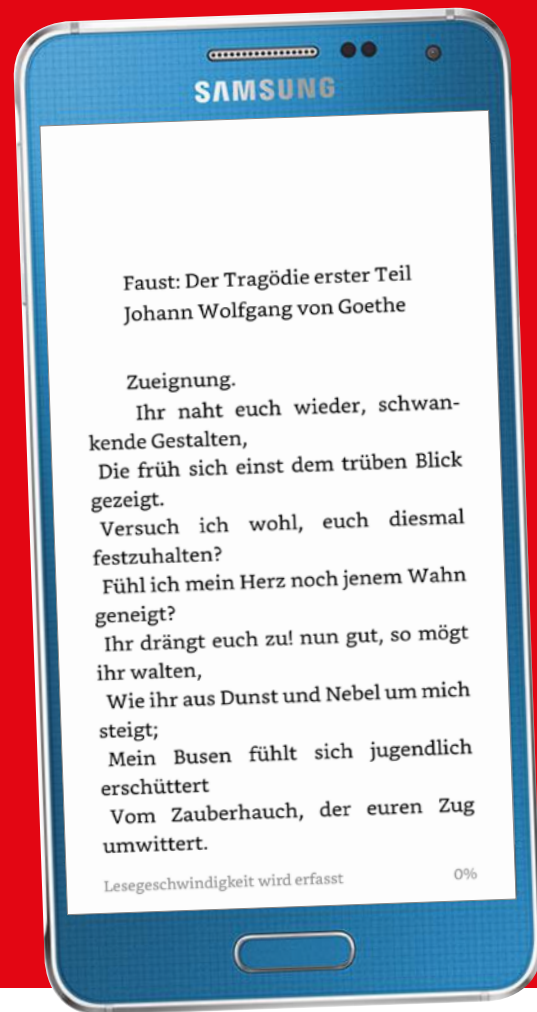 SAMSUNG
Faust: Der Tragödie erster Teil
Johann Wolfgang von Goethe
Zueignung.
Ihr naht euch wieder, schwan-
kende Gestalten,
Die früh sich einst dem trüben Blick
gezeigt.
Versuch ich wohl, euch diesmal
festzuhalten?
Fühl ich mein Herz noch jenem Wahn
geneigt?
Ihr drängt euch zu! nun gut, so mögt
ihr walten,
Wie ihr aus Dunst und Nebel um mich
steigt;
Mein Busen fühlt sich jugendlich
erschüttert
Vom Zauberhauch, der euren Zug
umwittert.
Lesegeschwindigkeit wird erfasst 0%